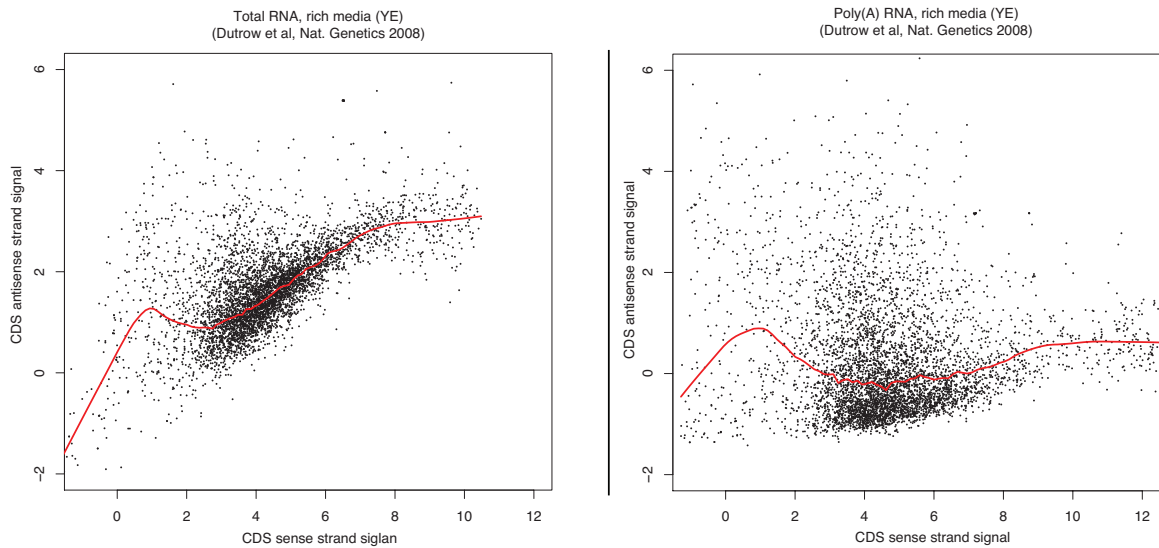 Total RNA, rich media (YE)
(Dutrow et al, Nat. Genetics 2008)
6
4
2
0
−2
CDS antisense strand signal
0 2 4 6 8 10 12
CDS sense strand siglan
Poly(A) RNA, rich media (YE)
(Dutrow et al, Nat. Genetics 2008)
6
4
2
0
−2
CDS antisense strand signal
0 2 4 6 8 10 12
CDS sense strand signal